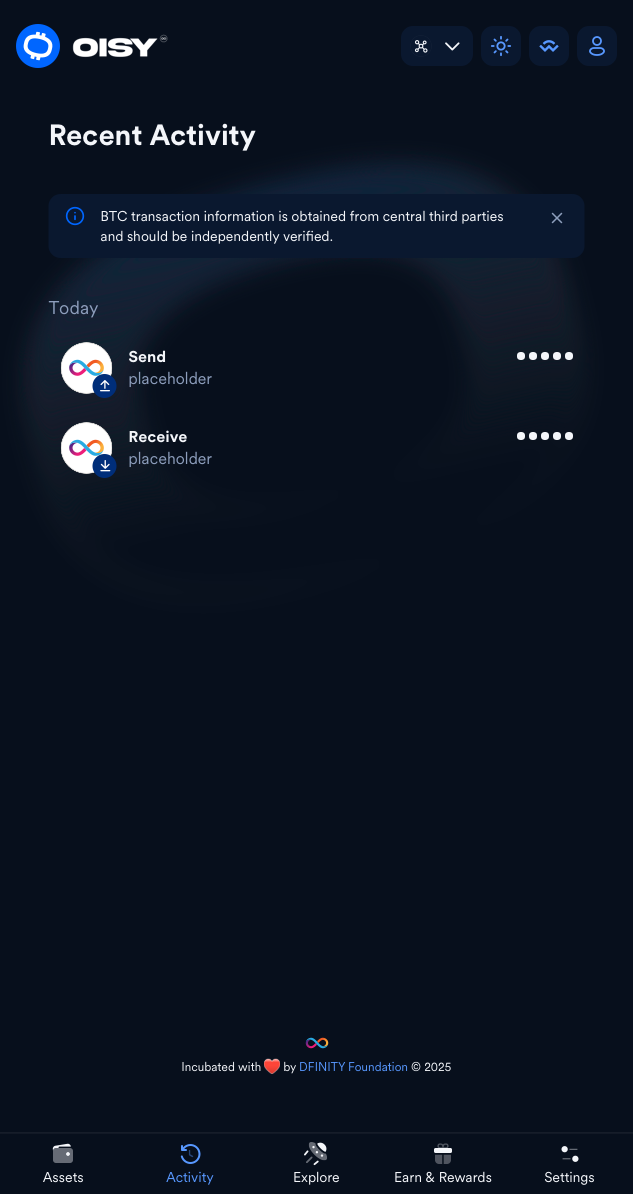 OISY
Recent Activity
BTC transaction information is obtained from central third parties
and should be independently verified.
Today
Send
placeholder
Receive
placeholder
Incubated with ❤️ by DFINITY Foundation © 2025
Assets
Activity
Explore
Earn & Rewards
Settings